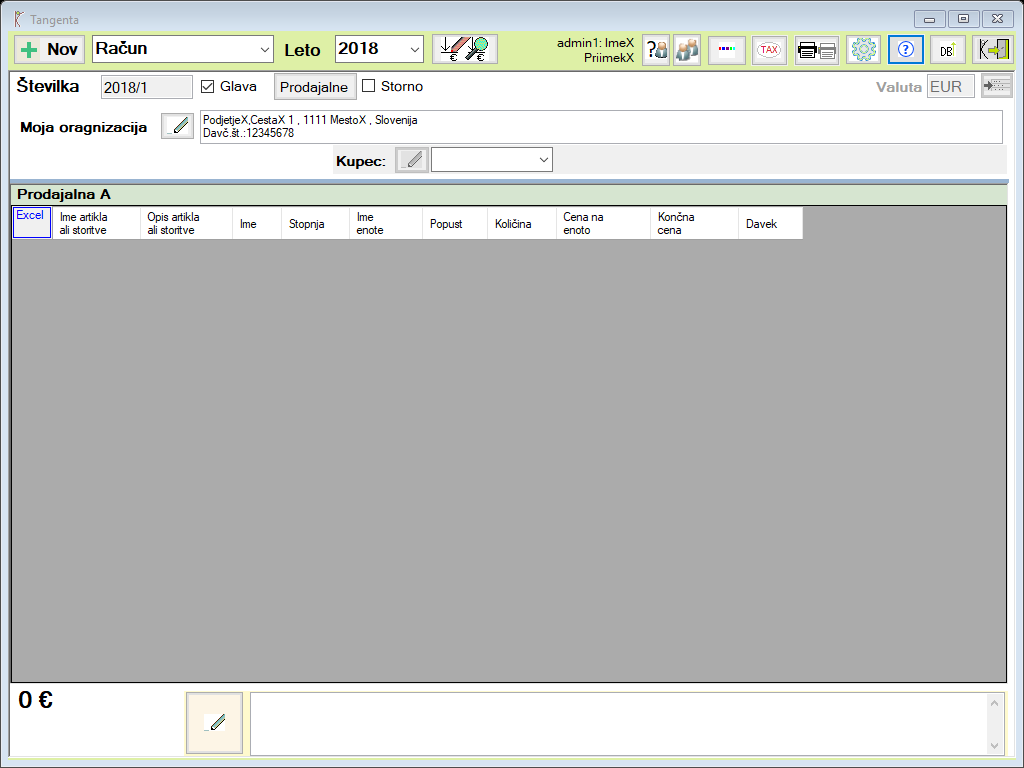 Tangenta
Nov
Račun
Leto
2018
admin1: ImeX
PriimekX
?
TAX
?
DB
Številka
2018/1
Glava
Prodajalne
Storno
Valuta
EUR
Moja oragnizacija
PodjetjeX,CestaX 1 , 1111 MestoX , Slovenija
Davč.št.:12345678
Kupec:
Prodajalna A
Excel
Ime artikla
ali storitve
Opis artikla
ali storitve
Ime
Stopnja
Ime
enote
Popust
Količina
Cena na
enoto
Končna
cena
Davek
0 €